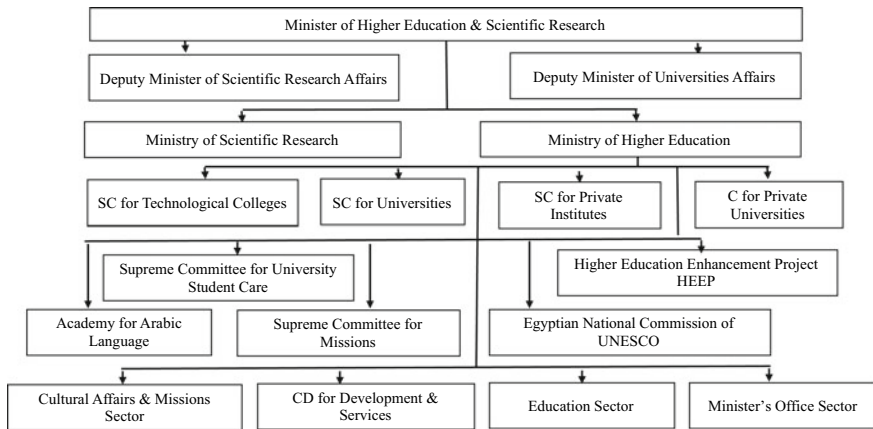 Minister of Higher Education & Scientific Research
Deputy Minister of Scientific Research Affairs
Deputy Minister of Universities Affairs
Ministry of Scientific Research
Ministry of Higher Education
SC for Technological Colleges
SC for Universities
SC for Private
Institutes
C for Private
Universities
Supreme Committee for University
Student Care
Higher Education Enhancement Project
HEEP
Academy for Arabic
Language
Supreme Committee for
Missions
Egyptian National Commission of
UNESCO
Cultural Affairs & Missions
Sector
CD for Development &
Services
Education Sector
Minister's Office Sector